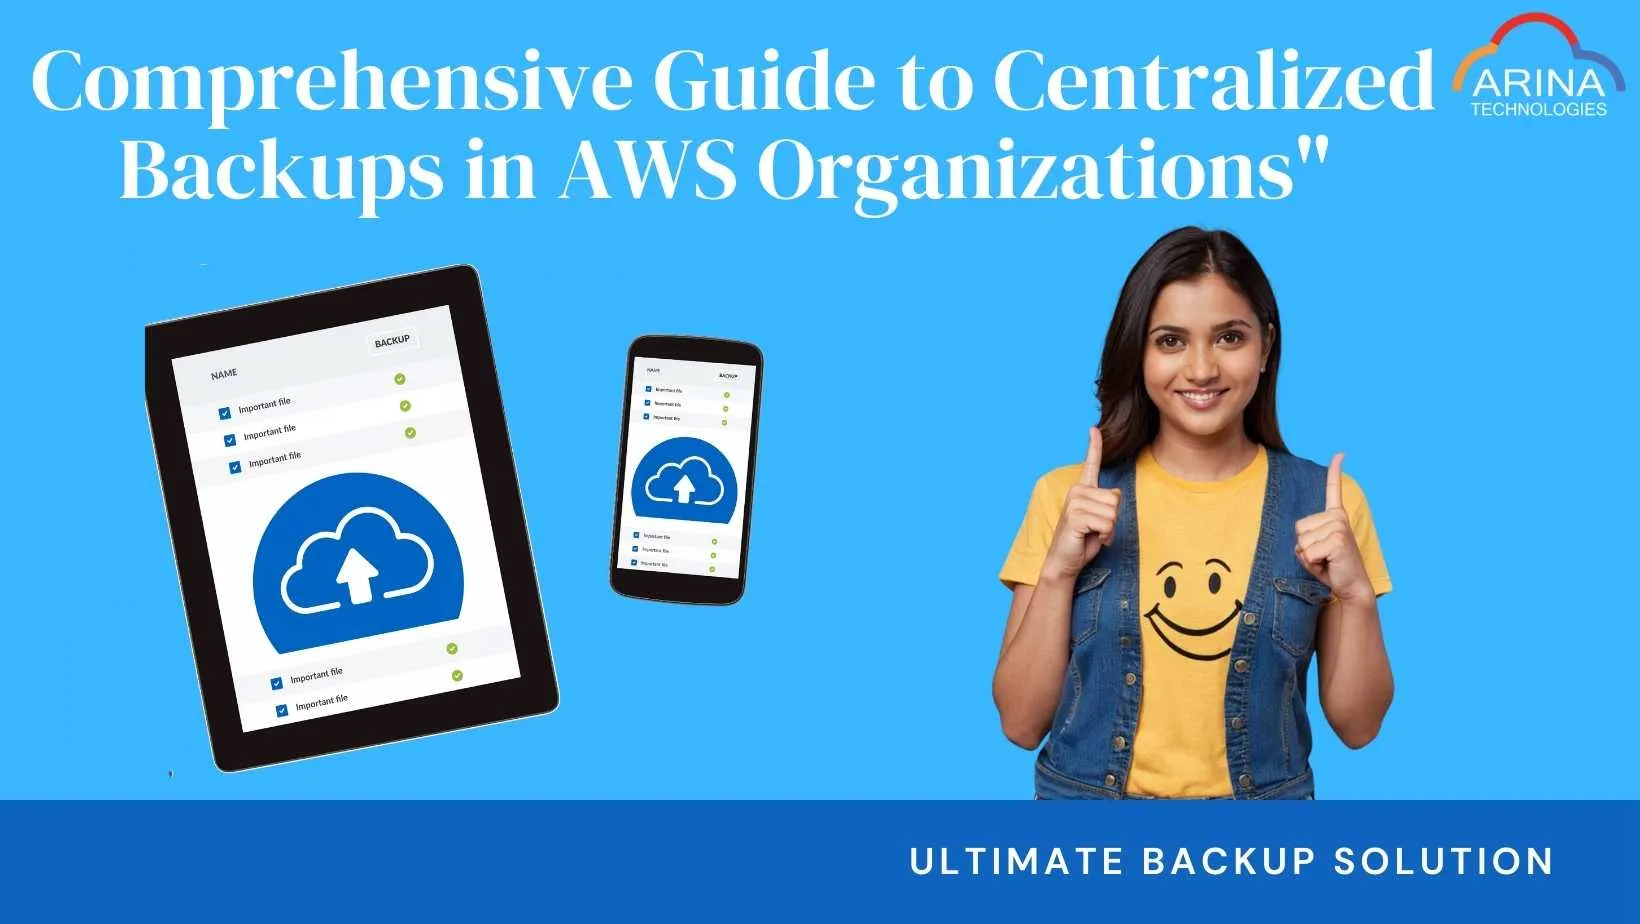 Comprehensive Guide to Centralized
Backups in AWS Organizations"
ARINA
TECHNOLOGIES
NAME
BACKUP
Important file
Important file
Important file
Important file
Important file
NAME
BACKUP
Important file
Important file
Important file
Important file
Important file
Important file
ULTIMATE BACKUP SOLUTION